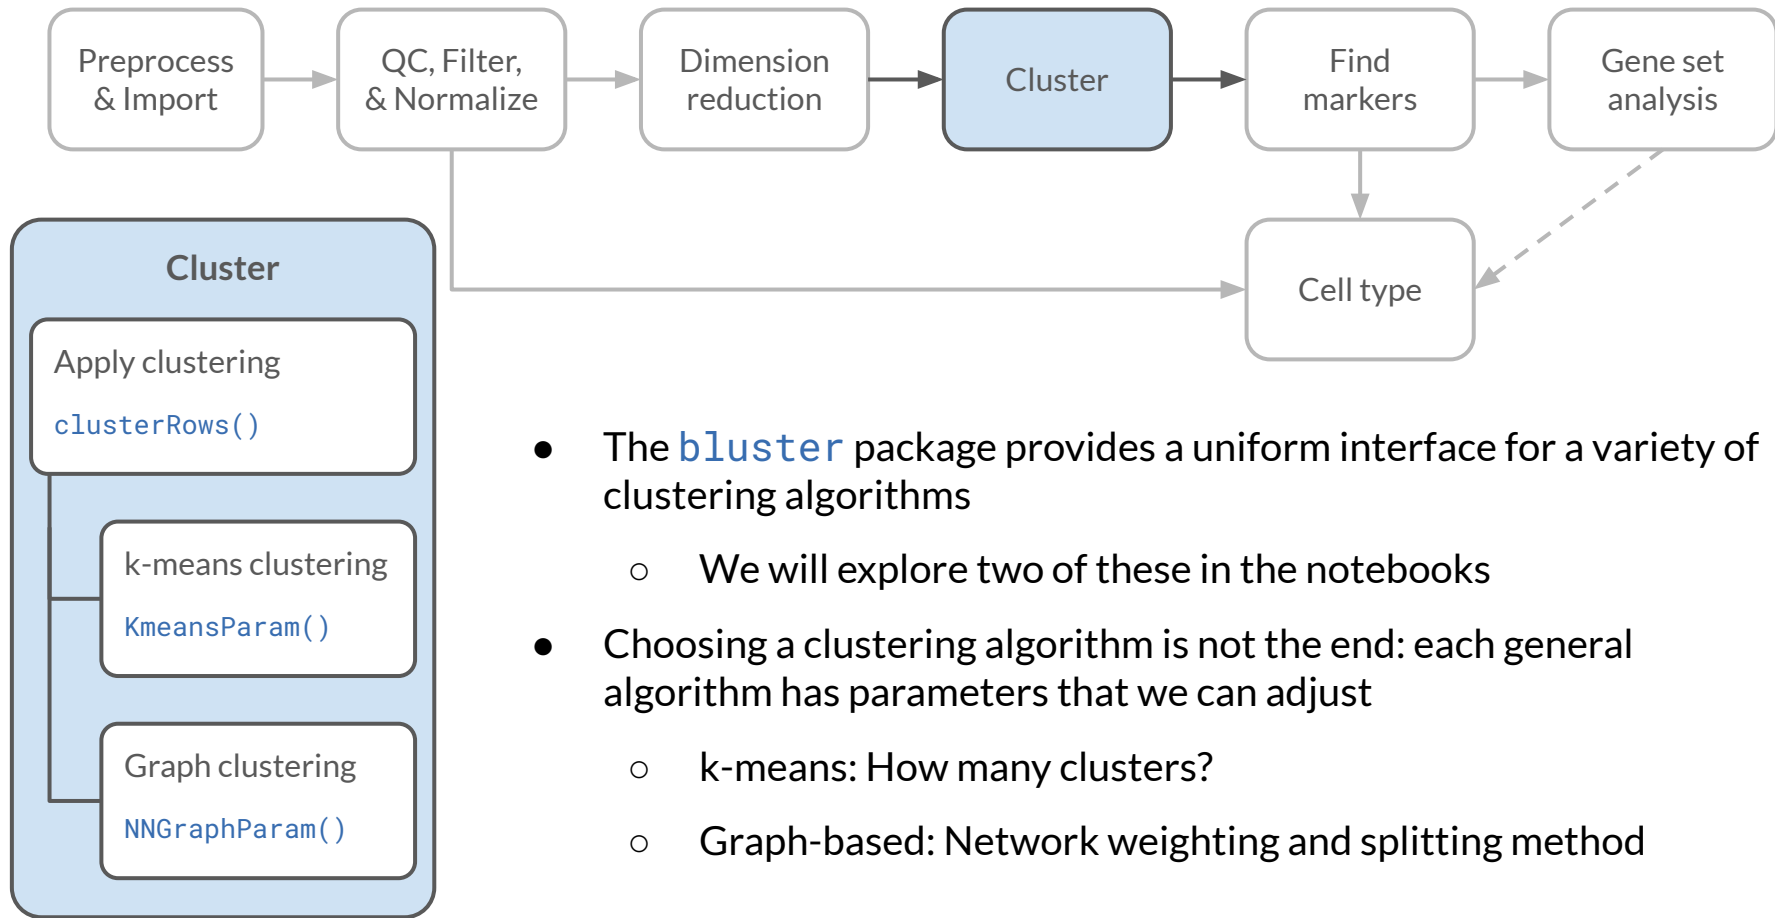 Preprocess
& Import
QC, Filter,
& Normalize
Dimension
reduction
Cluster
Find
markers
Gene set
analysis
Cell type
Cluster
Apply clustering
clusterRows()
k-means clustering
KmeansParam()
Graph clustering
NNGraphParam()
● The bluster package provides a uniform interface for a variety of
clustering algorithms
○ We will explore two of these in the notebooks
● Choosing a clustering algorithm is not the end: each general
algorithm has parameters that we can adjust
○ k-means: How many clusters?
○ Graph-based: Network weighting and splitting method